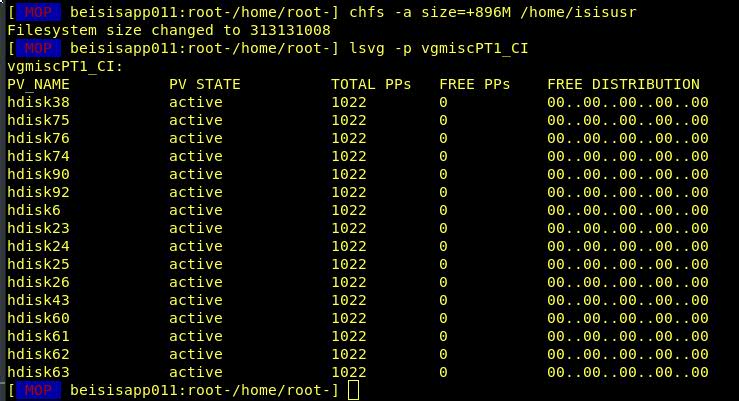 [ MOP  beisisapp011:root-/home/root-] chfs -a size=+896M /home/isisusr
Filesystem size changed to 313131008
[ MOP  beisisapp011:root-/home/root-] lsvg -p vgmiscPT1_CI
vgmiscPT1_CI:
PV_NAME           PV STATE          TOTAL PPs   FREE PPs    FREE DISTRIBUTION
hdisk38           active            1022        0           00..00..00..00..00
hdisk75           active            1022        0           00..00..00..00..00
hdisk76           active            1022        0           00..00..00..00..00
hdisk74           active            1022        0           00..00..00..00..00
hdisk90           active            1022        0           00..00..00..00..00
hdisk92           active            1022        0           00..00..00..00..00
hdisk6            active            1022        0           00..00..00..00..00
hdisk23           active            1022        0           00..00..00..00..00
hdisk24           active            1022        0           00..00..00..00..00
hdisk25           active            1022        0           00..00..00..00..00
hdisk26           active            1022        0           00..00..00..00..00
hdisk43           active            1022        0           00..00..00..00..00
hdisk60           active            1022        0           00..00..00..00..00
hdisk61           active            1022        0           00..00..00..00..00
hdisk62           active            1022        0           00..00..00..00..00
hdisk63           active            1022        0           00..00..00..00..00
[ MOP  beisisapp011:root-/home/root-]